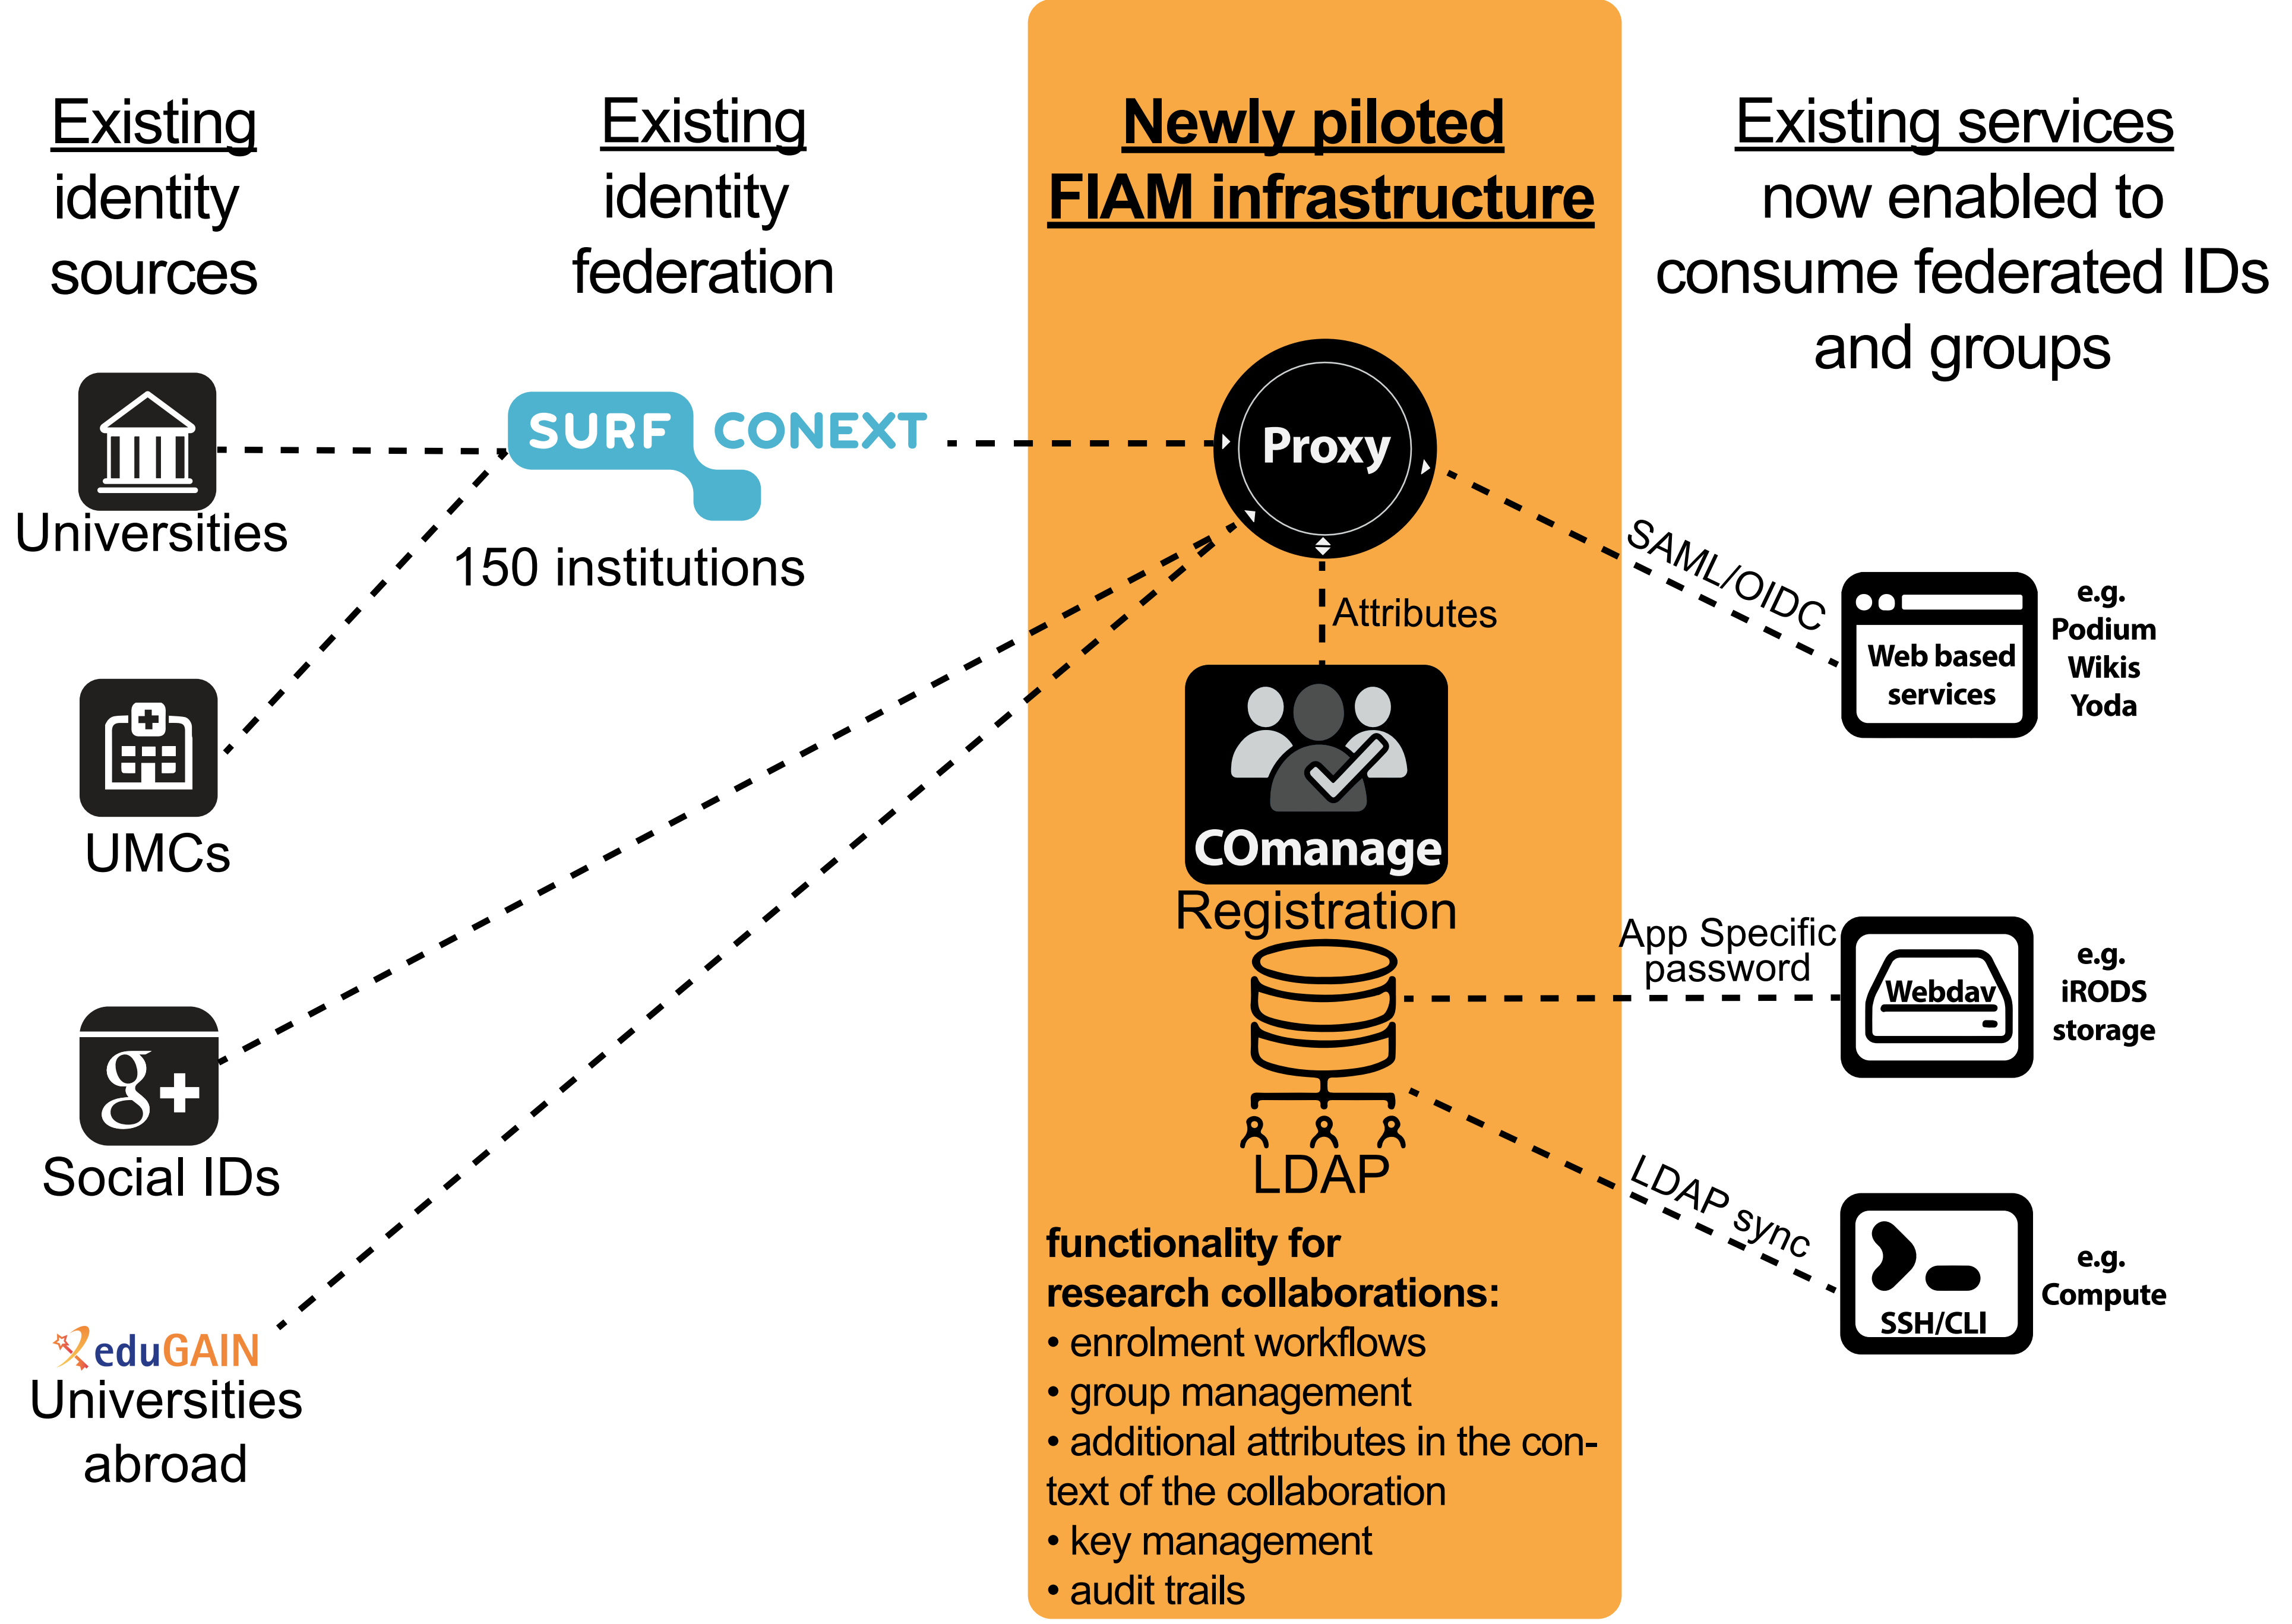 Existing
identity
sources
Universities
UMCs
g+
Social IDs
eduGAIN
Universities
abroad
Existing
identity
federation
SURF CONEXT
150 institutions
Newly piloted
FIAM infrastructure
Proxy
Attributes
COmanage
Registration
LDAP
functionality for
research collaborations:
• enrolment workflows
• group management
• additional attributes in the con-
text of the collaboration
• key management
• audit trails
Existing services
now enabled to
consume federated IDs
and groups
SAML/OIDC
Web based
services
e.g.
Podium
Wikis
Yoda
App Specific
password
Webdav
e.g.
iRODS
storage
LDAP sync
SSH/CLI
e.g.
Compute